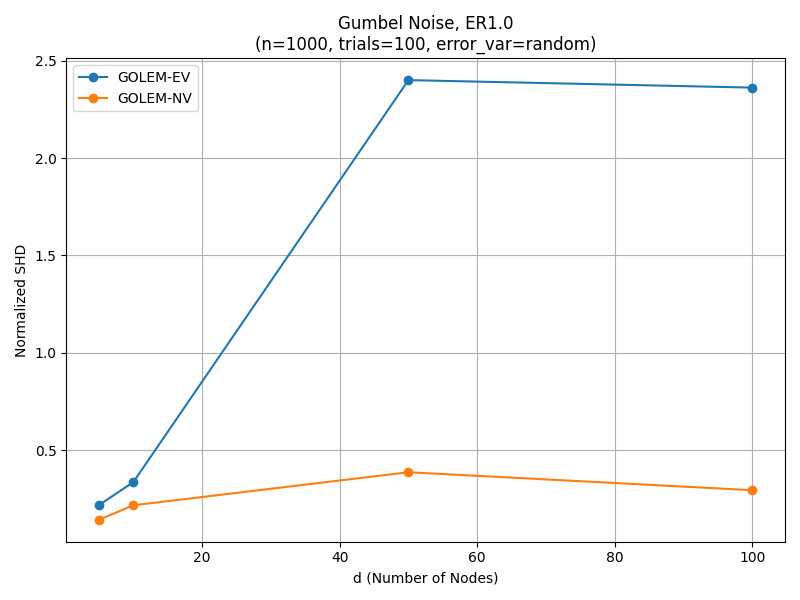 Gumbel Noise, ER1.0
(n=1000, trials=100, error_var=random)
GOLEM-EV
GOLEM-NV
Normalized SHD
2.5
2.0
1.5
1.0
0.5
20 40 60 80 100
d (Number of Nodes)